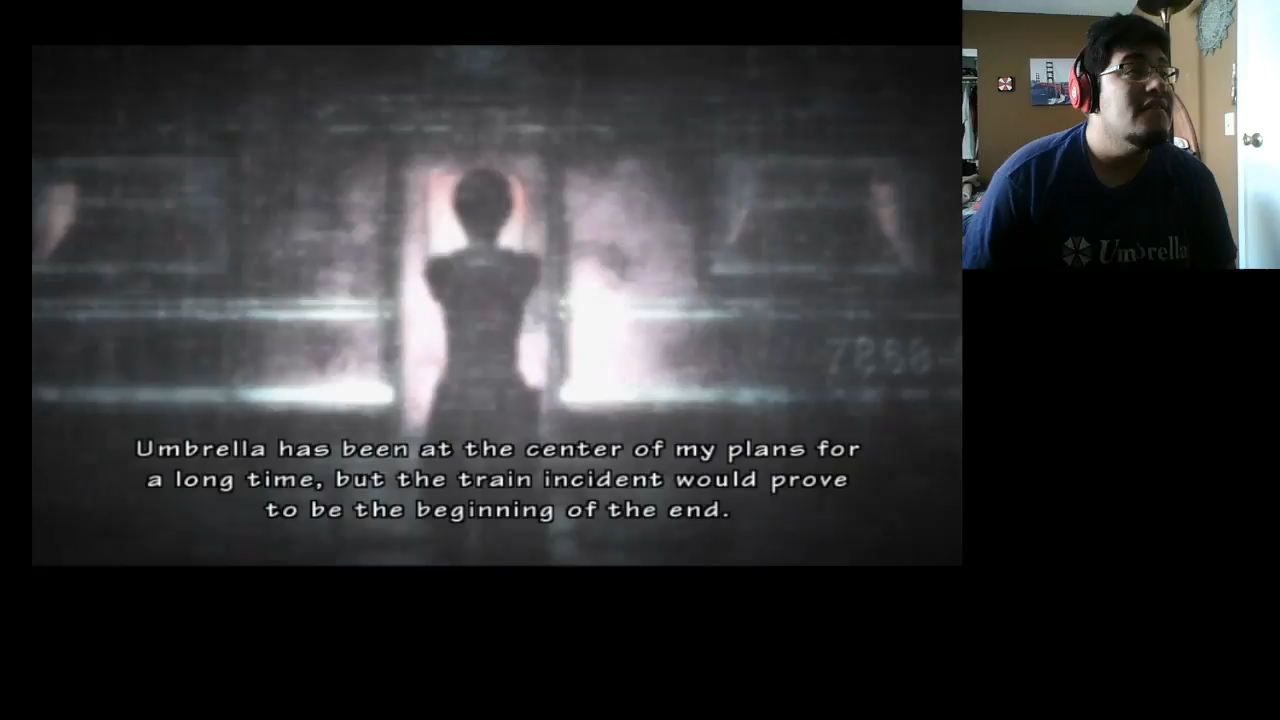 Umbrella has been at the center of my plans for
a long time, but the train incident would prove
to be the beginning of the end.
7868
Umbrella